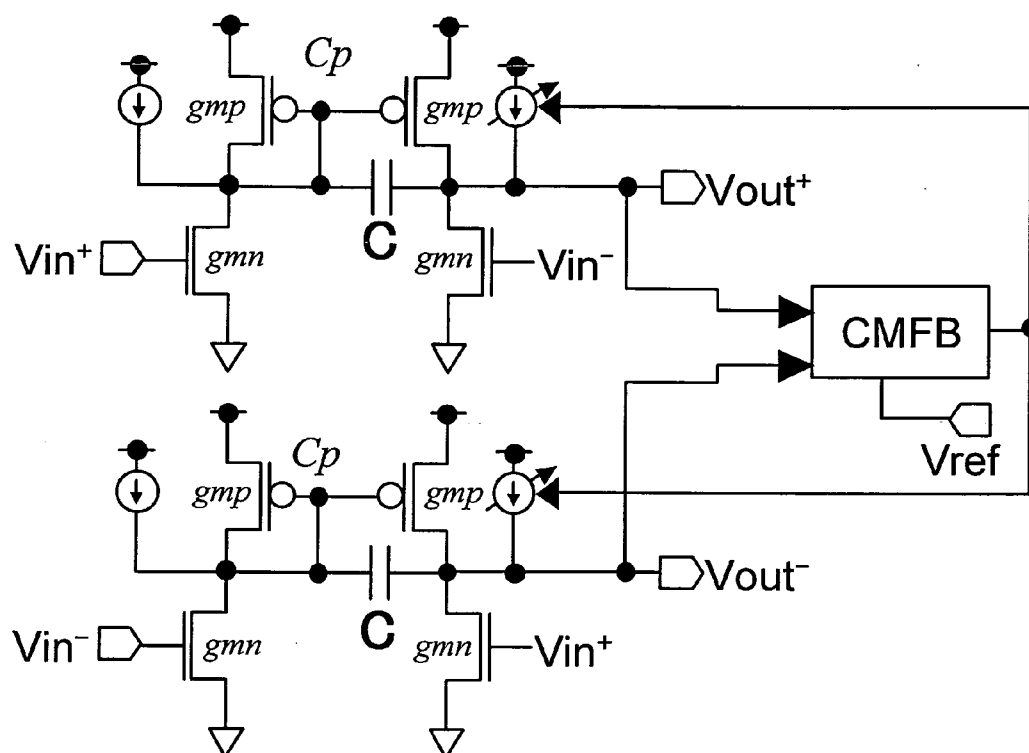 Cp
gmp
gmp
Vout⁺
C
Vin⁺
gmn
gmn
Vin⁻
CMFB
Vref
Cp
gmp
gmp
Vout⁻
C
Vin⁻
gmn
gmn
Vin⁺